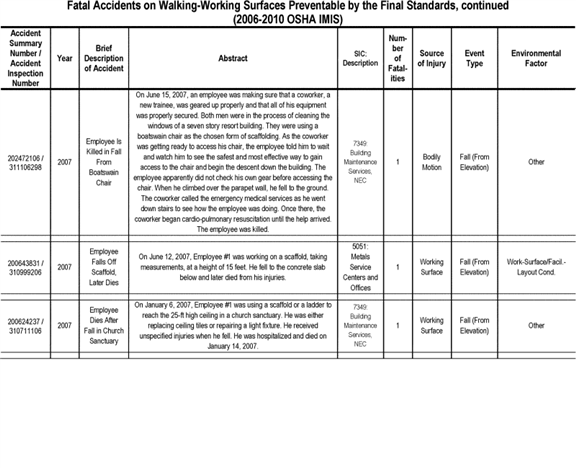 Fatal Accidents on Walking-Working Surfaces Preventable by the Final Standards, continued
(2006-2010 OSHA IMIS)
Accident
Summary
Number /
Accident
Inspection
Number
Year
Brief
Description
of Accident
Abstract
SIC:
Description
Num-
ber
of
Fatal-
ities
Source
of Injury
Event
Type
Environmental
Factor
202472106 /
311106298
2007
Employee Is
Killed in Fall
From
Boatswain
Chair
On June 15, 2007, an employee was making sure that a coworker, a
new trainee, was geared up properly and that all of his equipment
was properly secured. Both men were in the process of cleaning the
windows of a seven story resort building. They were using a
boatswain chair as the chosen form of scaffolding. As the coworker
was getting ready to access his chair, the employee told him to wait
and watch him to see the safest and most effective way to gain
access to the chair and begin the descent down the building. The
employee apparently did not check his own gear before accessing the
chair. When he climbed over the parapet wall, he fell to the ground.
The coworker called the emergency medical services as he went
down stairs to see how the employee was doing. Once there, the
coworker began cardio-pulmonary resuscitation until the help arrived.
The employee was killed.
7349:
Building
Maintenance
Services,
NEC
1
Bodily
Motion
Fall (From
Elevation)
Other
200643831 /
310999206
2007
Employee
Falls Off
Scaffold,
Later Dies
On June 12, 2007, Employee #1 was working on a scaffold, taking
measurements, at a height of 15 feet. He fell to the concrete slab
below and later died from his injuries.
5051:
Metals
Service
Centers and
Offices
1
Working
Surface
Fall (From
Elevation)
Work-Surface/Facil.-
Layout Cond.
200624237 /
310711106
2007
Employee
Dies After
Fall in Church
Sanctuary
On January 6, 2007, Employee #1 was using a scaffold or a ladder to
reach the 25-ft high ceiling in a church sanctuary. He was either
replacing ceiling tiles or repairing a light fixture. He received
unspecified injuries when he fell. He was hospitalized and died on
January 14, 2007.
7349:
Building
Maintenance
Services,
NEC
1
Working
Surface
Fall (From
Elevation)
Other